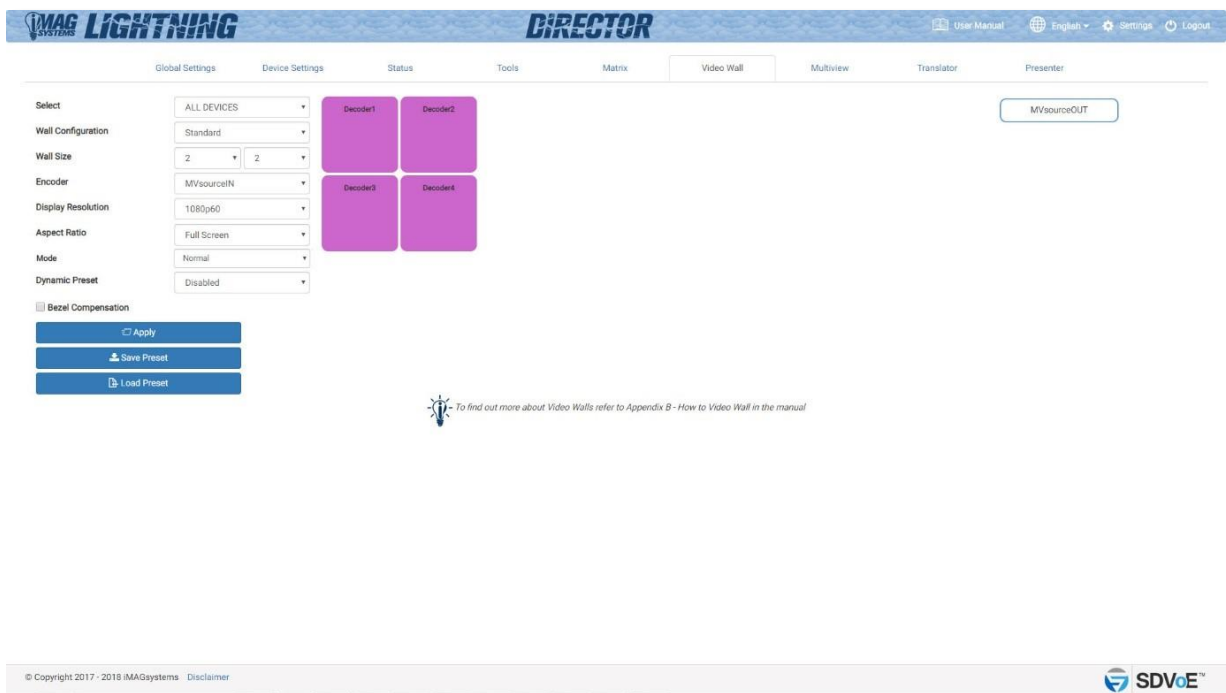 iMAG SYSTEMS LiGHTNiNG
DiRECTOR
User Manual English Settings Logout
Global Settings Device Settings Status Tools Matrix Video Wall Multiview Translator Presenter
Select ALL DEVICES
Wall Configuration Standard
Wall Size 2 2
Encoder MVsourceIN
Display Resolution 1080p60
Aspect Ratio Full Screen
Mode Normal
Dynamic Preset Disabled
Bezel Compensation
Apply
Save Preset
Load Preset
Decoder1 Decoder2
Decoder3 Decoder4
MVsourceOUT
To find out more about Video Walls refer to Appendix B - How to Video Wall in the manual
© Copyright 2017 - 2018 iMAGsystems Disclaimer
SDVoE™